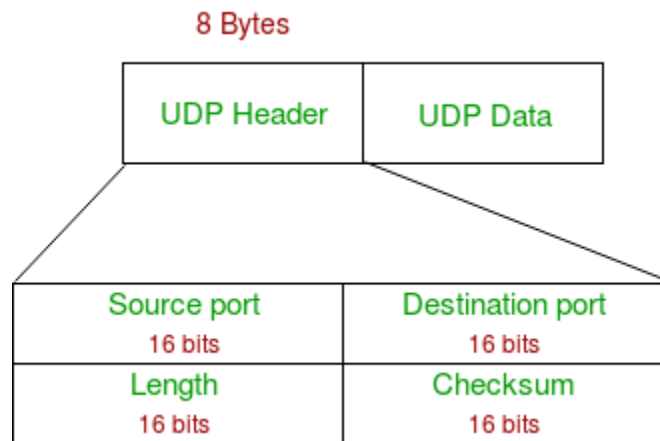 8 Bytes
UDP Header
UDP Data
Source port
Destination port
16 bits
16 bits
Length
Checksum
16 bits
16 bits